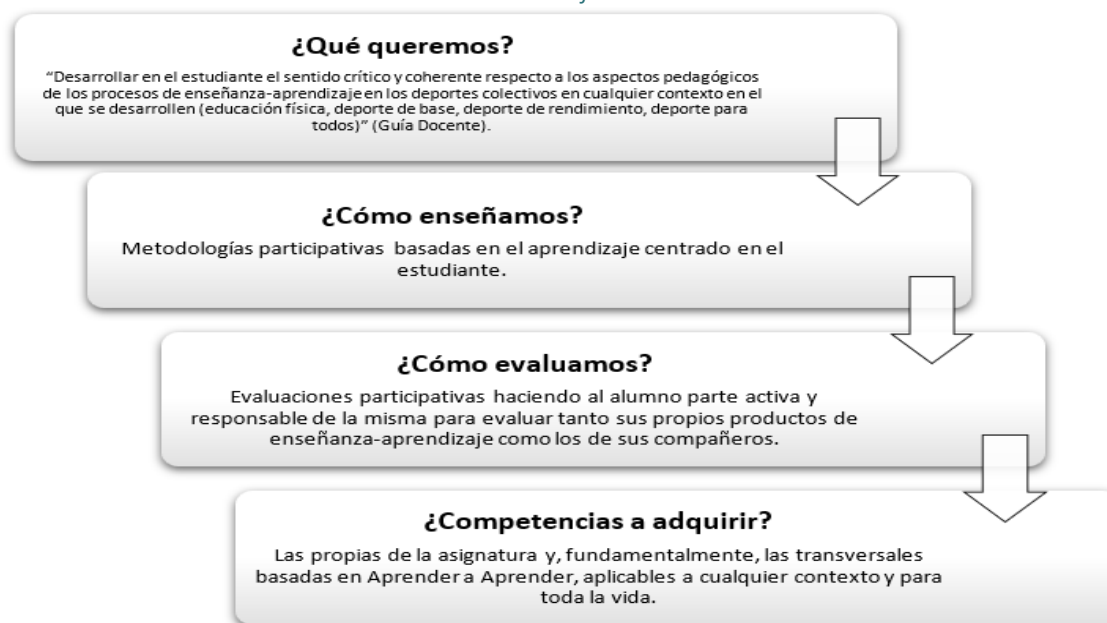 ¿Qué queremos?
“Desarrollar en el estudiante el sentido crítico y coherente respecto a los aspectos pedagógicos
de los procesos de enseñanza-aprendizaje en los deportes colectivos en cualquier contexto en el
que se desarrollen (educación física, deporte de base, deporte de rendimiento, deporte para
todos)” (Guía Docente).
¿Cómo enseñamos?
Metodologías participativas basadas en el aprendizaje centrado en el
estudiante.
¿Cómo evaluamos?
Evaluaciones participativas haciendo al alumno parte activa y
responsable de la misma para evaluar tanto sus propios productos de
enseñanza-aprendizaje como los de sus compañeros.
¿Competencias a adquirir?
Las propias de la asignatura y, fundamentalmente, las transversales
basadas en Aprender a Aprender, aplicables a cualquier contexto y para
toda la vida.